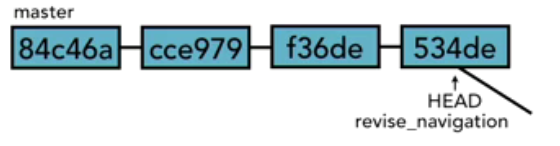 master
84c46a cce979 f36de 534de
HEAD
revise_navigation